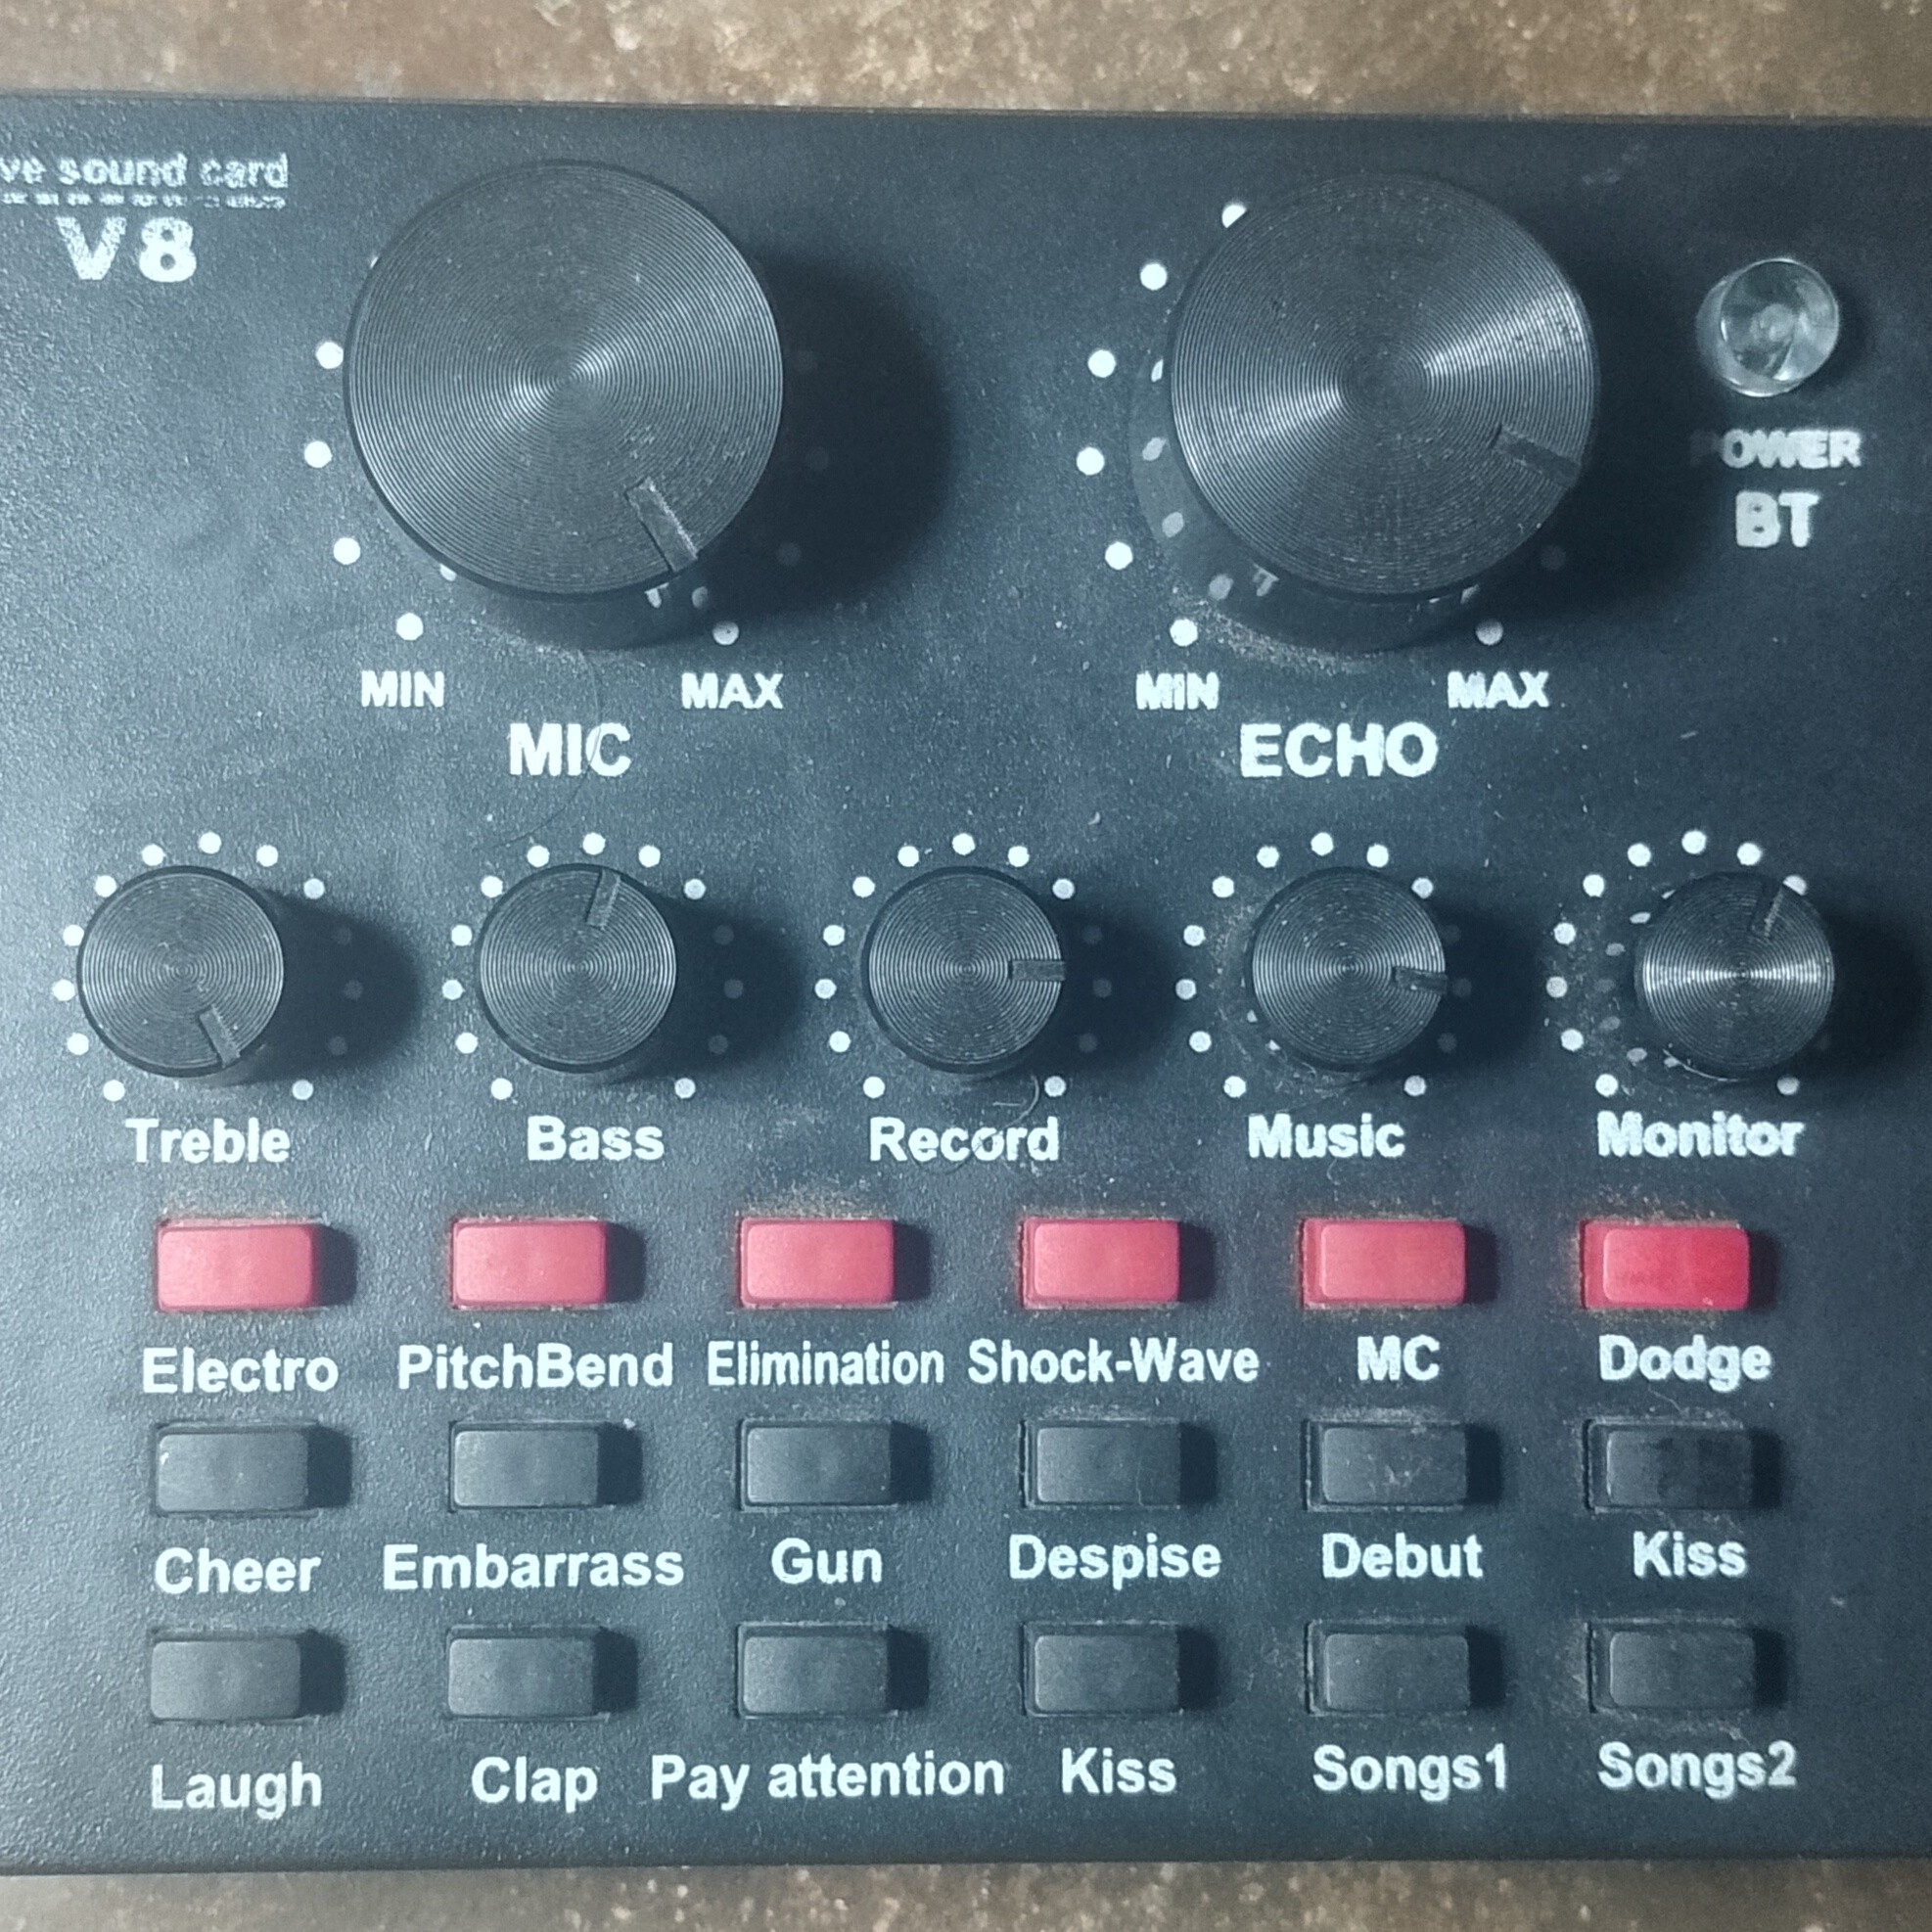 ve sound card
V8
POWER
BT
MIN MAX MIN MAX
MIC ECHO
Treble Bass Record Music Monitor
Electro PitchBend Elimination Shock-Wave MC Dodge
Cheer Embarrass Gun Despise Debut Kiss
Laugh Clap Pay attention Kiss Songs1 Songs2